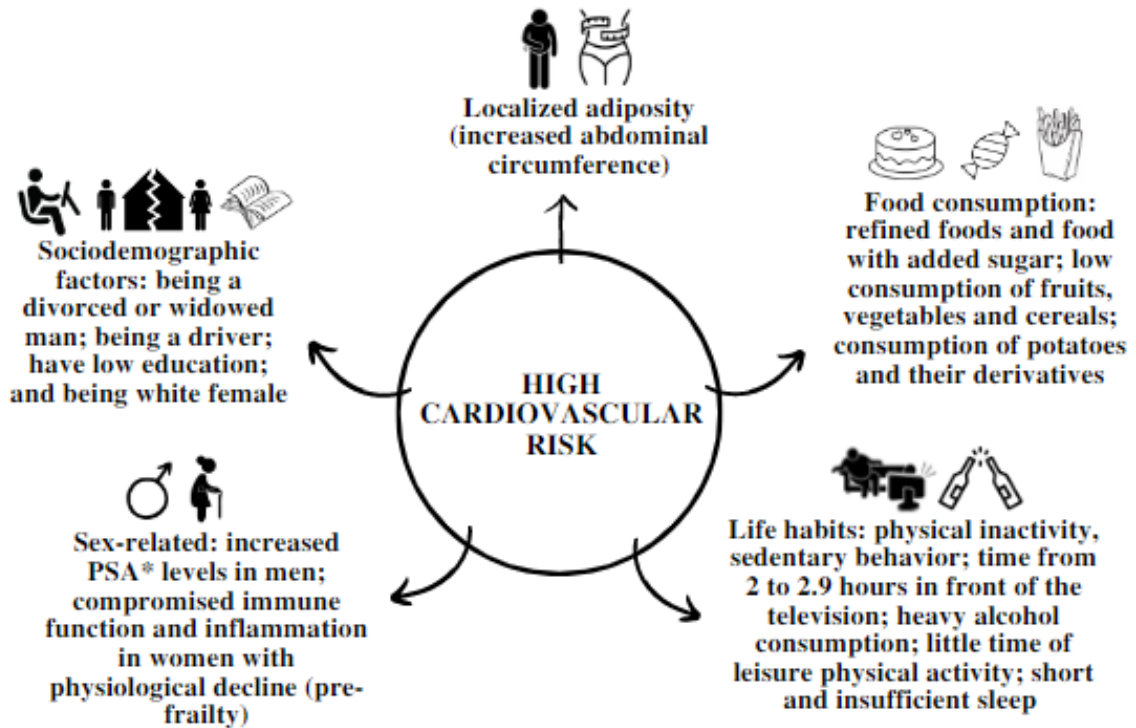 Localized adiposity
(increased abdominal
circumference)
Food consumption:
refined foods and food
with added sugar; low
consumption of fruits,
vegetables and cereals;
consumption of potatoes
and their derivatives
Sociodemographic
factors: being a
divorced or widowed
man; being a driver;
have low education;
and being white female
HIGH
CARDIOVASCULAR
RISK
Sex-related: increased
PSA* levels in men;
compromised immune
function and inflammation
in women with
physiological decline (pre-
frailty)
Life habits: physical inactivity,
sedentary behavior; time from
2 to 2.9 hours in front of the
television; heavy alcohol
consumption; little time of
leisure physical activity; short
and insufficient sleep